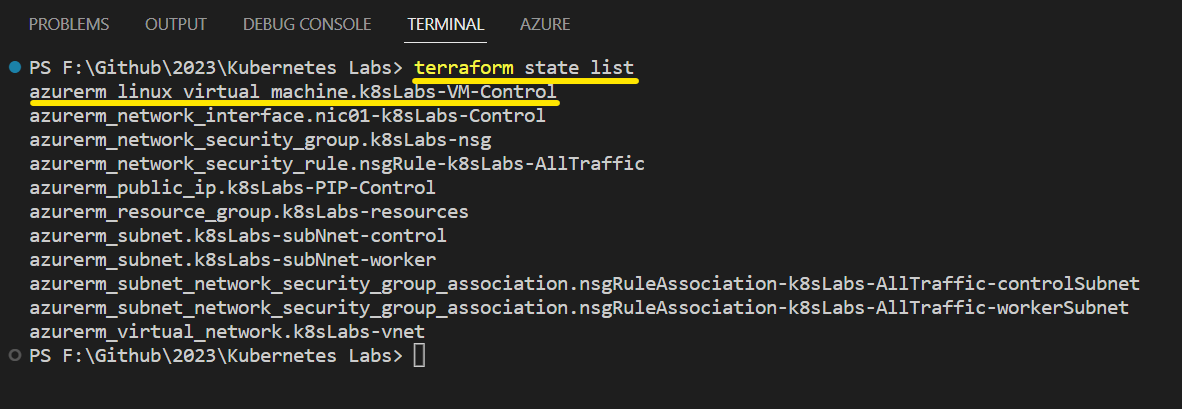 PROBLEMS OUTPUT DEBUG CONSOLE TERMINAL AZURE
PS F:\Github\2023\Kubernetes Labs> terraform state list
azurerm_linux_virtual_machine.k8sLabs-VM-Control
azurerm_network_interface.nic01-k8sLabs-Control
azurerm_network_security_group.k8sLabs-nsg
azurerm_network_security_rule.nsgRule-k8sLabs-AllTraffic
azurerm_public_ip.k8sLabs-PIP-Control
azurerm_resource_group.k8sLabs-resources
azurerm_subnet.k8sLabs-subNnet-control
azurerm_subnet.k8sLabs-subNnet-worker
azurerm_subnet_network_security_group_association.nsgRuleAssociation-k8sLabs-AllTraffic-controlSubnet
azurerm_subnet_network_security_group_association.nsgRuleAssociation-k8sLabs-AllTraffic-workerSubnet
azurerm_virtual_network.k8sLabs-vnet
PS F:\Github\2023\Kubernetes Labs>